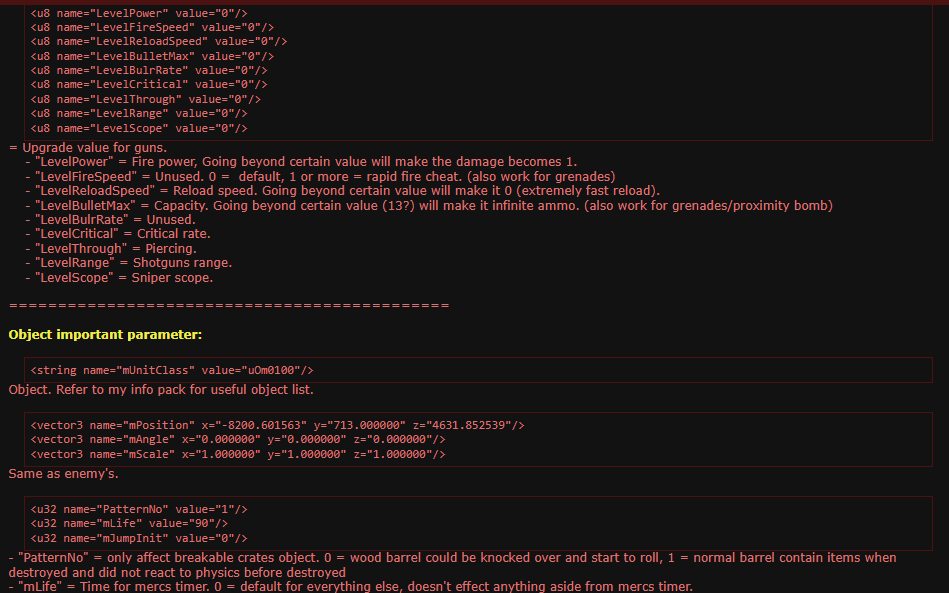 <u8 name="LevelPower" value="0"/>
<u8 name="LevelFireSpeed" value="0"/>
<u8 name="LevelReloadSpeed" value="0"/>
<u8 name="LevelBulletMax" value="0"/>
<u8 name="LevelBulrRate" value="0"/>
<u8 name="LevelCritical" value="0"/>
<u8 name="LevelThrough" value="0"/>
<u8 name="LevelRange" value="0"/>
<u8 name="LevelScope" value="0"/>
= Upgrade value for guns.
- "LevelPower" = Fire power, Going beyond certain value will make the damage becomes 1.
- "LevelFireSpeed" = Unused. 0 = default, 1 or more = rapid fire cheat. (also work for grenades)
- "LevelReloadSpeed" = Reload speed. Going beyond certain value will make it 0 (extremely fast reload).
- "LevelBulletMax" = Capacity. Going beyond certain value (13?) will make it infinite ammo. (also work for grenades/proximity bomb)
- "LevelBulrRate" = Unused.
- "LevelCritical" = Critical rate.
- "LevelThrough" = Piercing.
- "LevelRange" = Shotguns range.
- "LevelScope" = Sniper scope.
=============================================
Object important parameter:
<string name="mUnitClass" value="uOm0100"/>
Object. Refer to my info pack for useful object list.
<vector3 name="mPosition" x="-8200.601563" y="713.000000" z="4631.852539"/>
<vector3 name="mAngle" x="0.000000" y="0.000000" z="0.000000"/>
<vector3 name="mScale" x="1.000000" y="1.000000" z="1.000000"/>
Same as enemy's.
<u32 name="PatternNo" value="1"/>
<u32 name="mLife" value="90"/>
<u32 name="mJumpInit" value="0"/>
- "PatternNo" = only affect breakable crates object. 0 = wood barrel could be knocked over and start to roll, 1 = normal barrel contain items when
destroyed and did not react to physics before destroyed
- "mLife" = Time for mercs timer. 0 = default for everything else, doesn't effect anything aside from mercs timer.